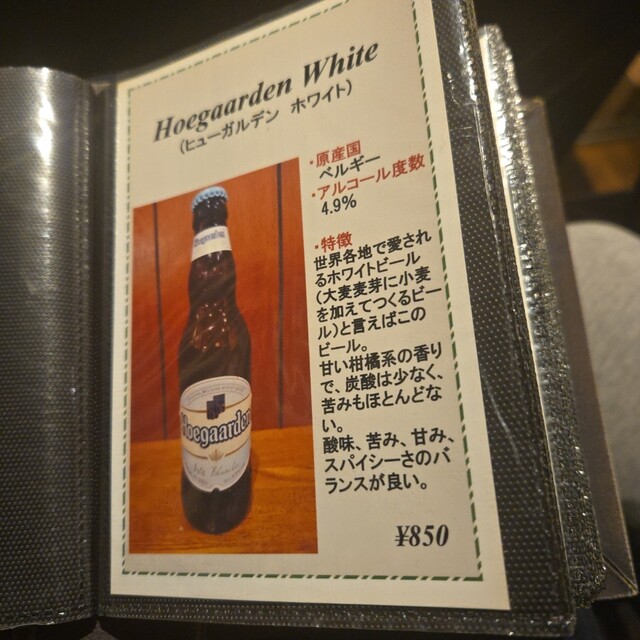 Hoegaarden White
(ヒューガルデン ホワイト)
・原産国
ベルギー
・アルコール度数
4.9%
・特徴
世界各地で愛され
るホワイトビール
(大麦麦芽に小麦
を加えてつくるビー
ル)と言えばこの
ビール。
甘い柑橘系の香り
で、炭酸は少なく、
苦みもほとんどな
い。
酸味、苦み、甘み、
スパイシーさのバ
ランスが良い。
¥850
Hoegaarden
Hoegaarden